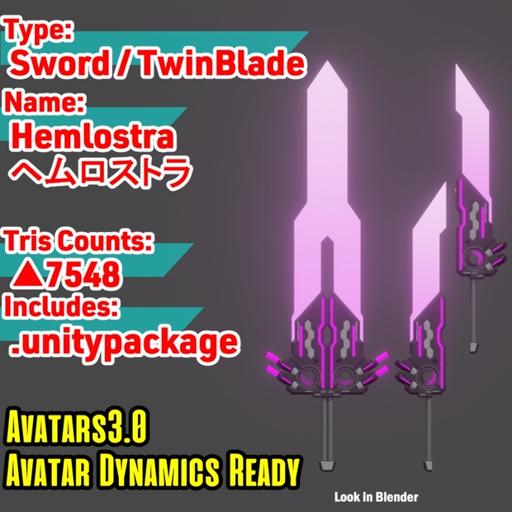 Type:
Sword / TwinBlade
Name:
Hemlostra
ヘムロストラ
Tris Counts:
▲7548
Includes:
.unitypackage
Avatars3.0
Avatar Dynamics Ready
Look In Blender